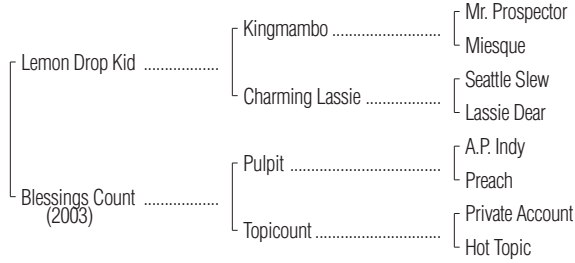 Mr. Prospector
Kingmambo ........................
Miesque
Lemon Drop Kid ................
Seattle Slew
Charming Lassie ................
Lassie Dear
A.P. Indy
Pulpit .................................
Preach
Blessings Count ................
(2003)
Private Account
Topicount ...........................
Hot Topic